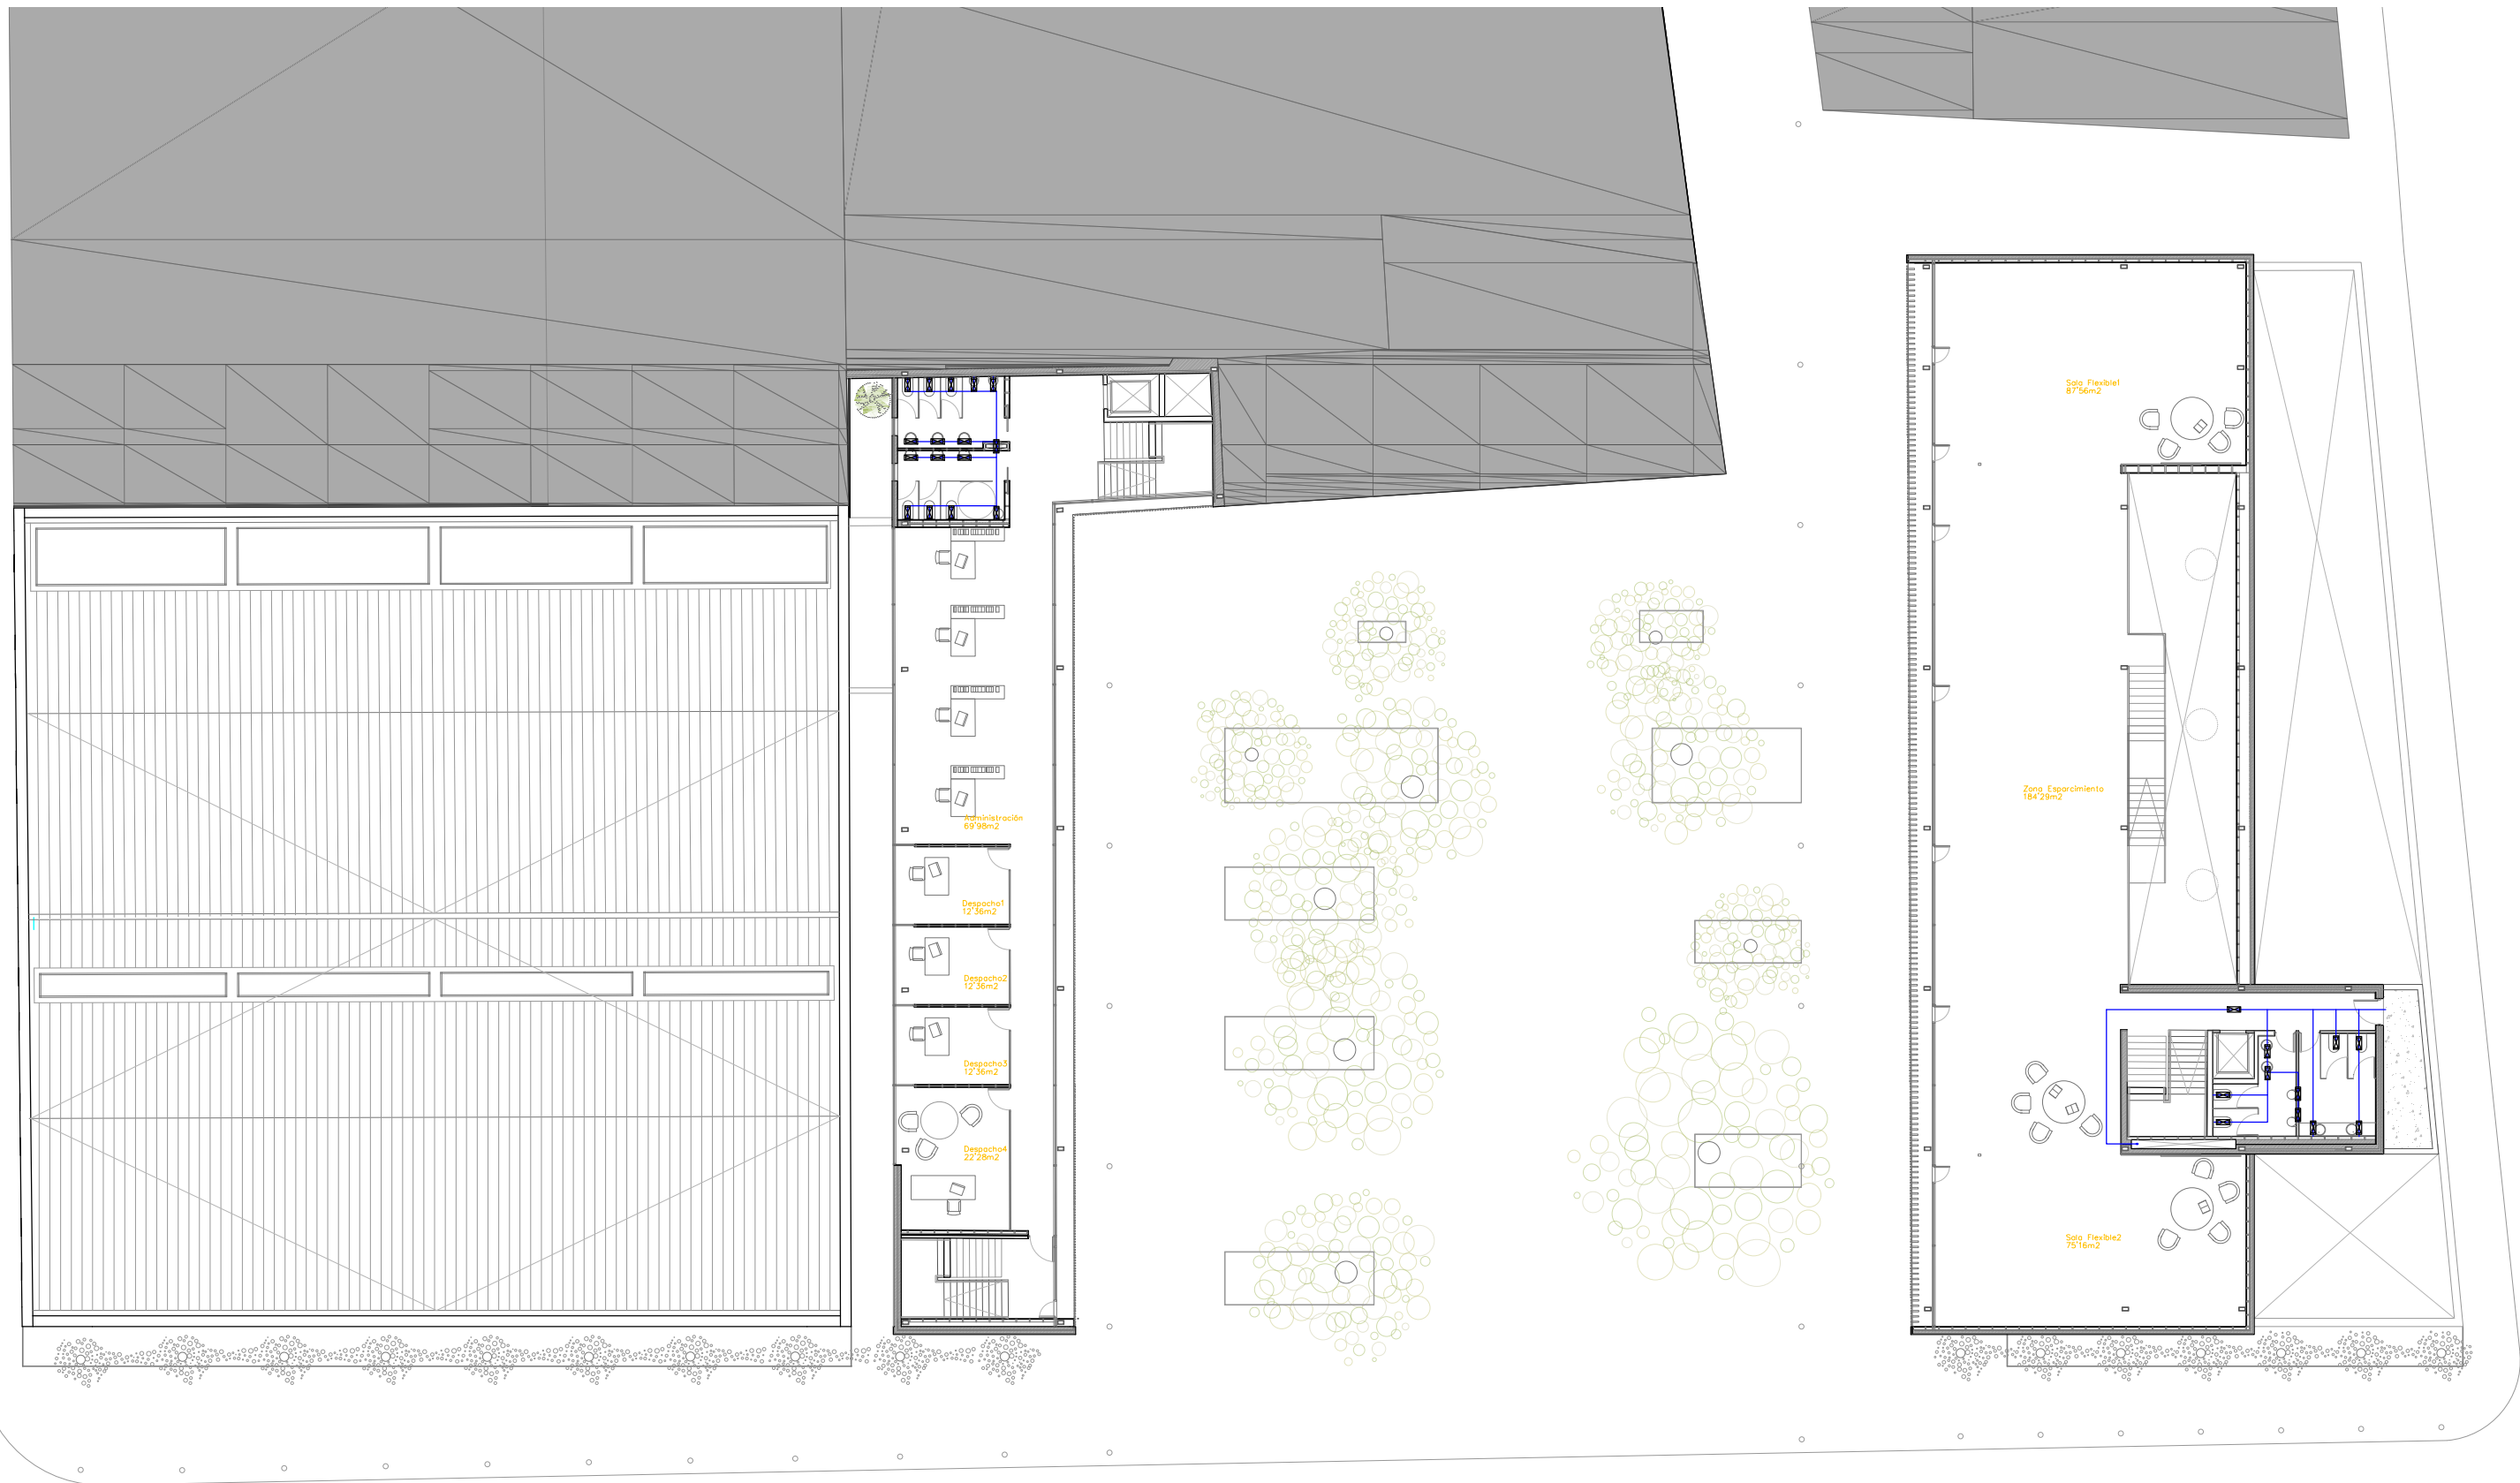 Sala Flexible1
87'56m2
Zona Esparcimiento
184'29m2
Administración
69'98m2
Despacho1
12'36m2
Despacho2
12'36m2
Despacho3
12'36m2
Despacho4
22'28m2
Sala Flexible2
75'16m2